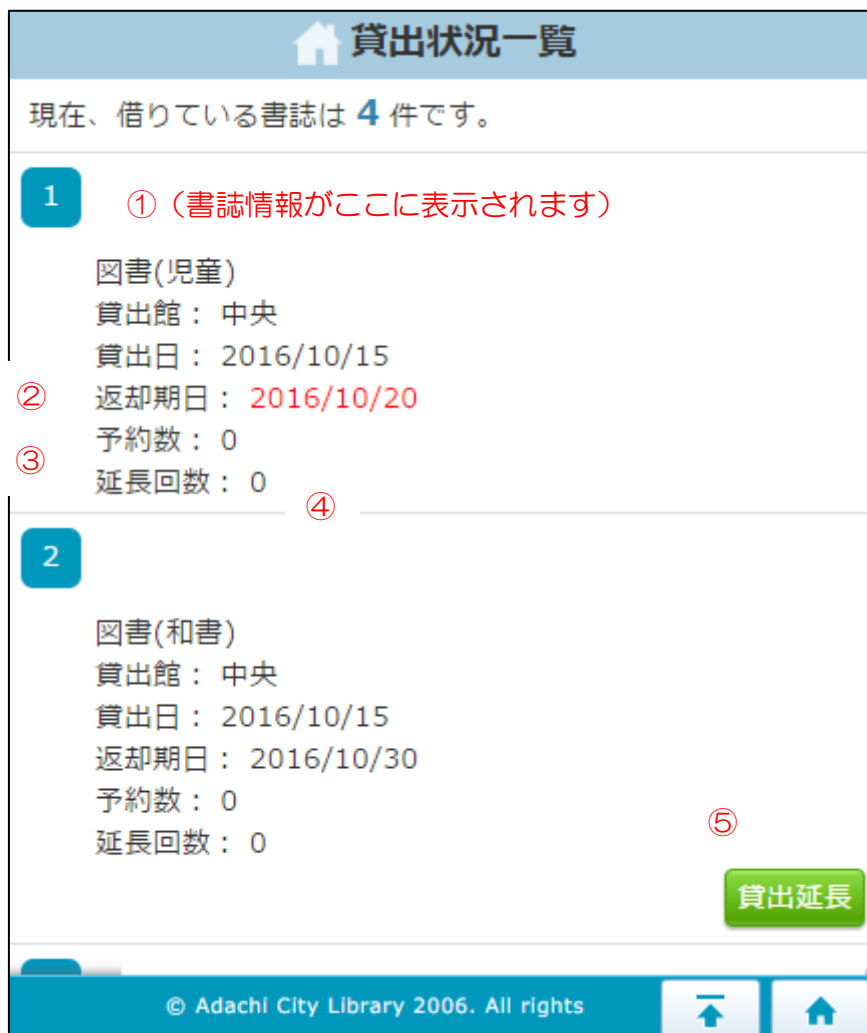 貸出状況一覧
現在、借りている書誌は 4 件です。
1
①（書誌情報がここに表示されます）
図書(児童)
貸出館： 中央
貸出日： 2016/10/15
② 返却期日： 2016/10/20
予約数： 0
③
延長回数： 0
④
2
図書(和書)
貸出館： 中央
貸出日： 2016/10/15
返却期日： 2016/10/30
予約数： 0
⑤
延長回数： 0
貸出延長
© Adachi City Library 2006. All rights